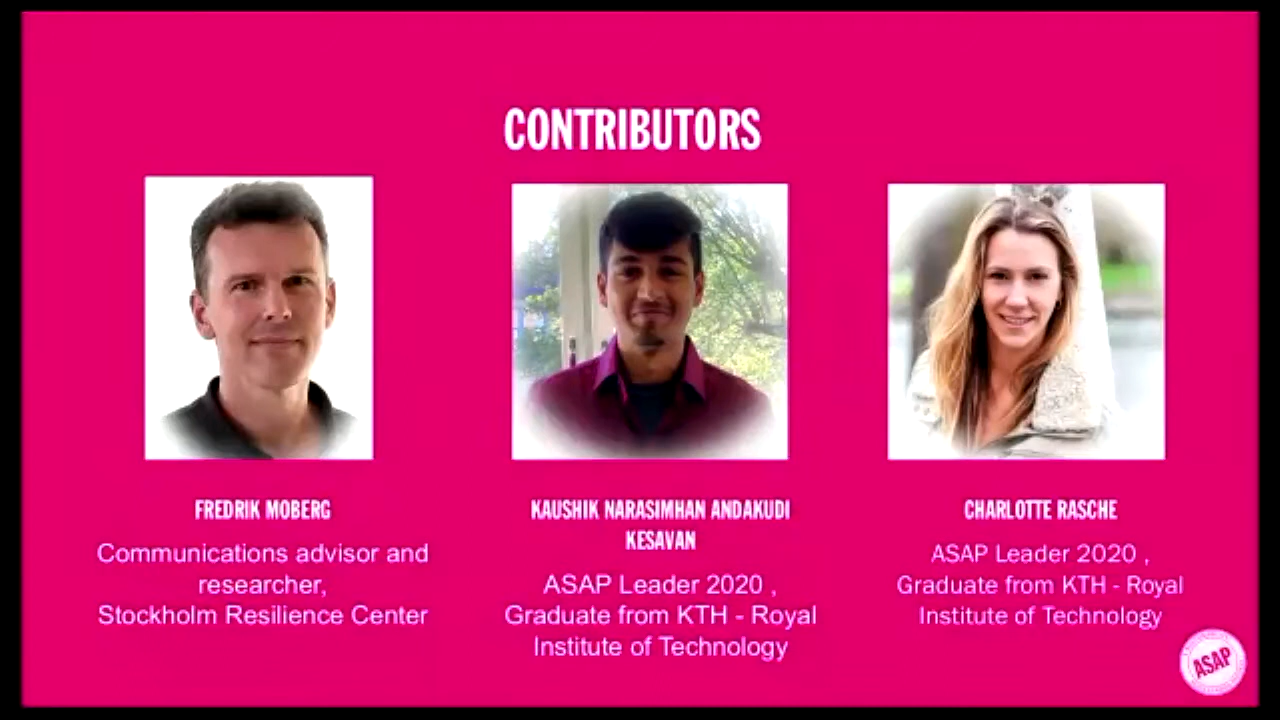 CONTRIBUTORS
FREDRIK MOBERG
Communications advisor and
researcher,
Stockholm Resilience Center
KAUSHIK NARASIMHAN ANDAKUDI
KESAVAN
ASAP Leader 2020 ,
Graduate from KTH - Royal
Institute of Technology
CHARLOTTE RASCHE
ASAP Leader 2020 ,
Graduate from KTH - Royal
Institute of Technology
ASAP